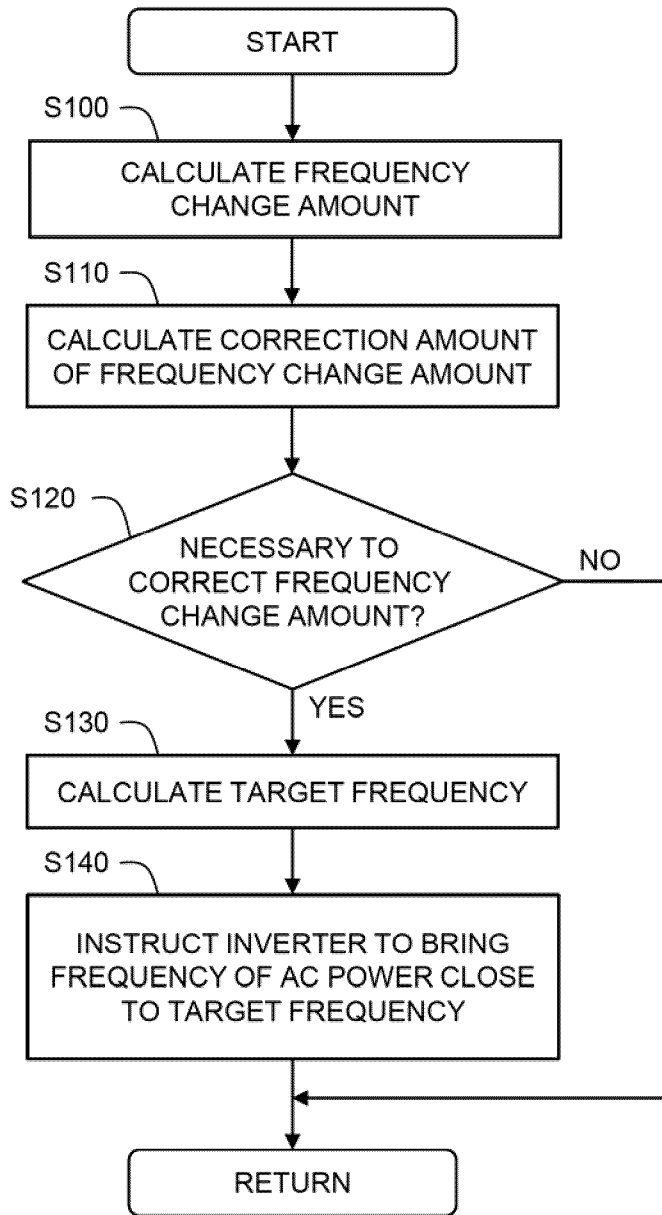 START
S100
CALCULATE FREQUENCY
CHANGE AMOUNT
S110
CALCULATE CORRECTION AMOUNT
OF FREQUENCY CHANGE AMOUNT
S120
NECESSARY TO
CORRECT FREQUENCY
CHANGE AMOUNT?
NO
YES
S130
CALCULATE TARGET FREQUENCY
S140
INSTRUCT INVERTER TO BRING
FREQUENCY OF AC POWER CLOSE
TO TARGET FREQUENCY
RETURN